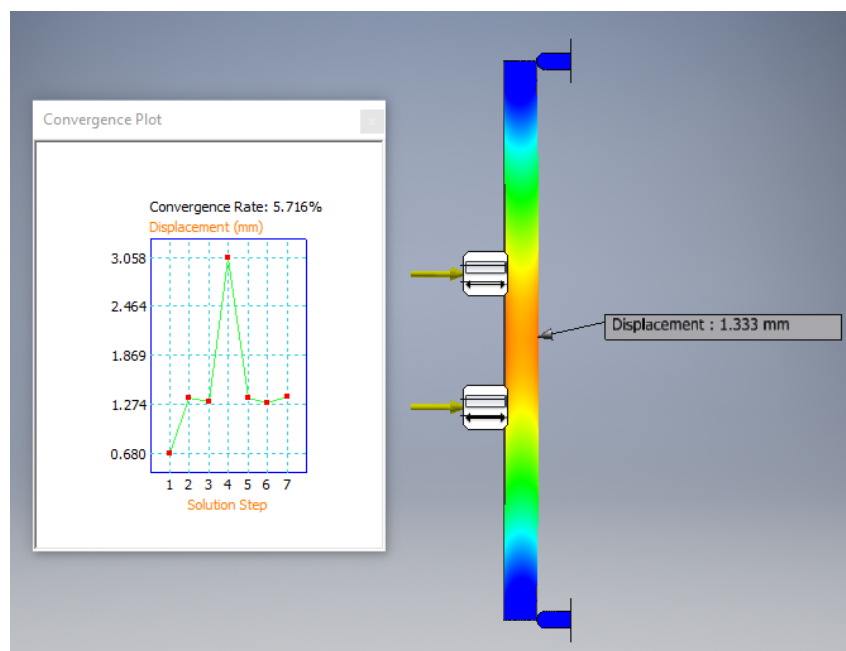 Convergence Plot
x
Convergence Rate: 5.716%
Displacement (mm)
3.058
2.464
1.869
1.274
0.680
1 2 3 4 5 6 7
Solution Step
Displacement : 1.333 mm